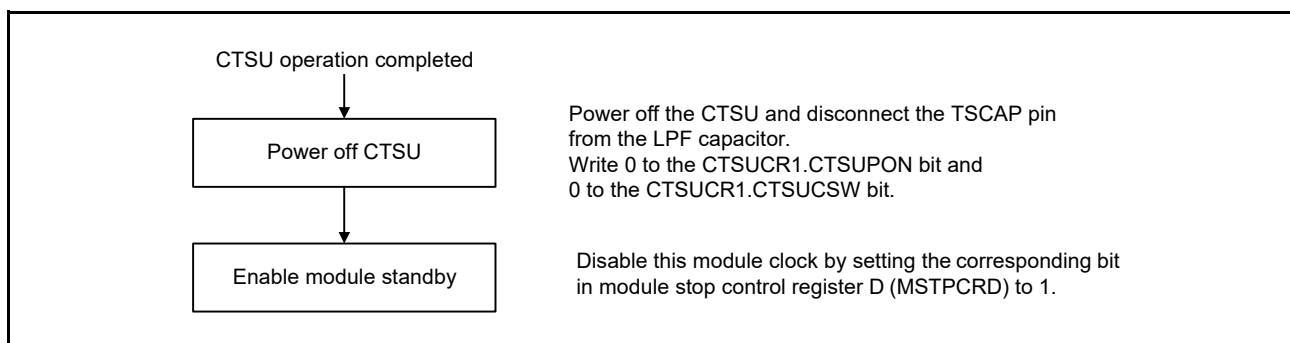 CTSU operation completed
Power off CTSU
Power off the CTSU and disconnect the TSCAP pin
from the LPF capacitor.
Write 0 to the CTSUCR1.CTSUPON bit and
0 to the CTSUCR1.CTSUCSW bit.
Enable module standby
Disable this module clock by setting the corresponding bit
in module stop control register D (MSTPCRD) to 1.